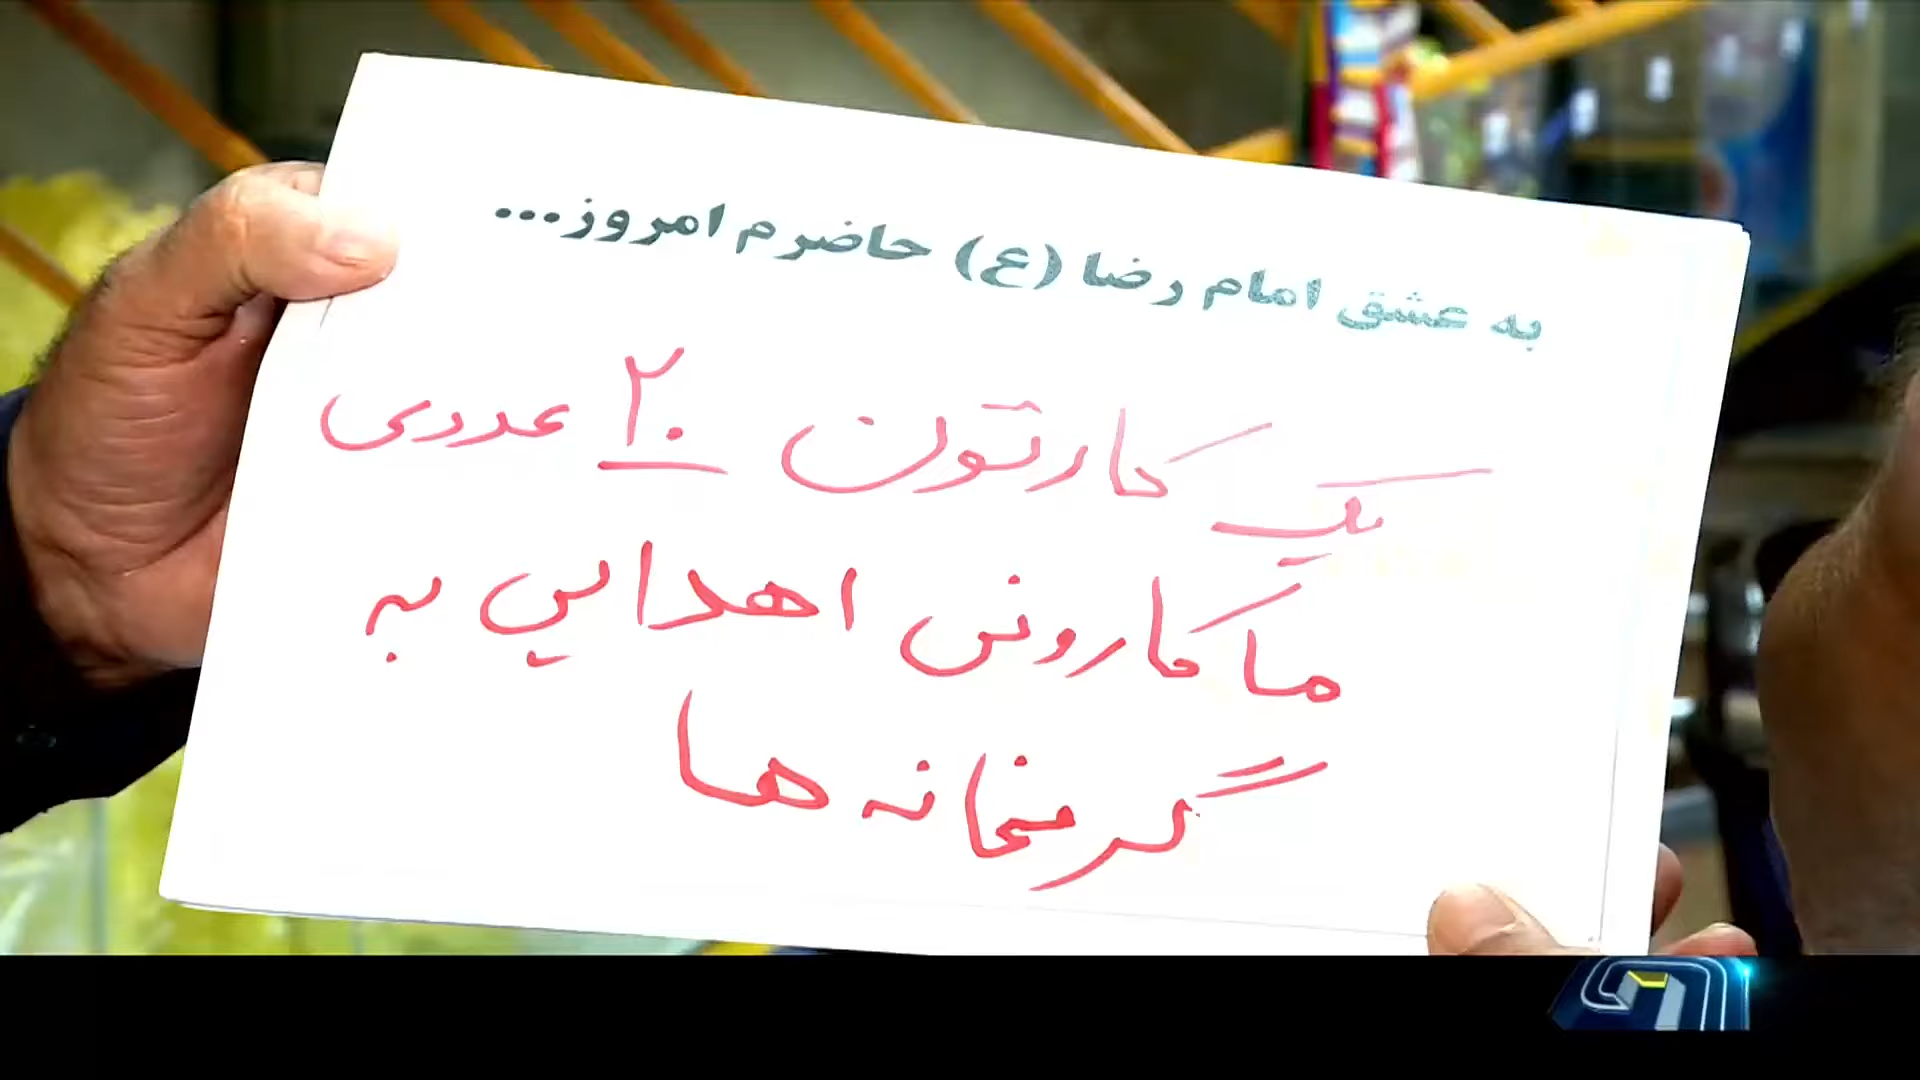 به عشق امام رضا (ع) حاضرم امروز...
یک کارتون ۲۰ عددی
ماکارونی اهدایی به
گرمخانه ها